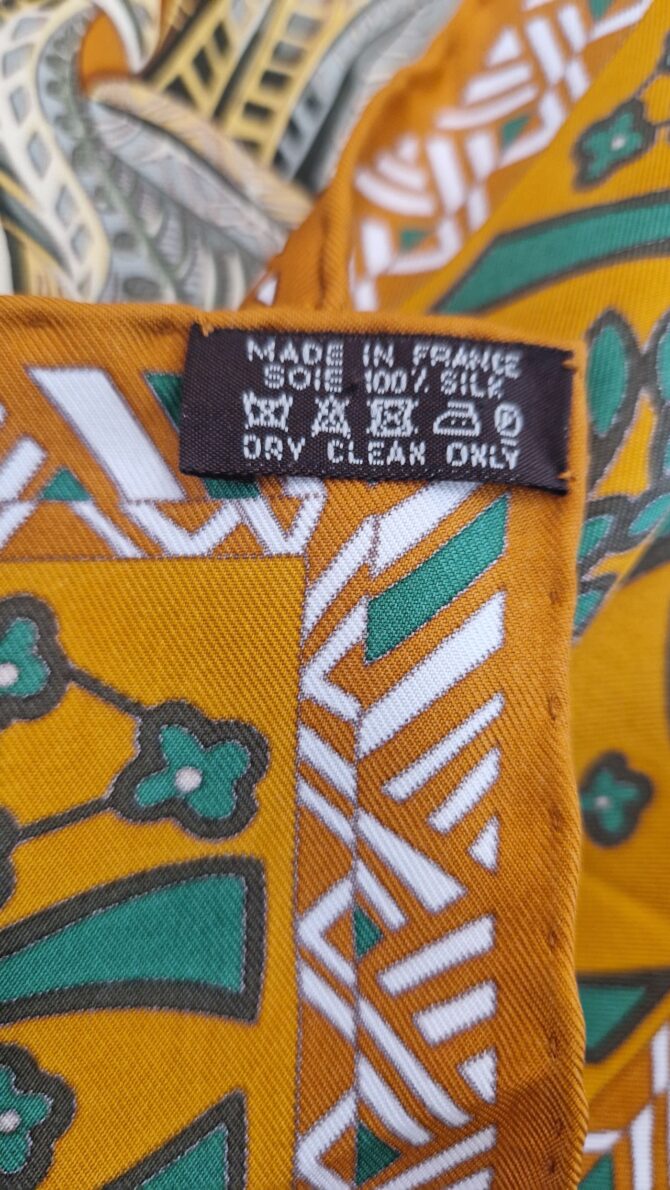 MADE IN FRANCE
SOIE 100% SILK
DRY CLEAN ONLY